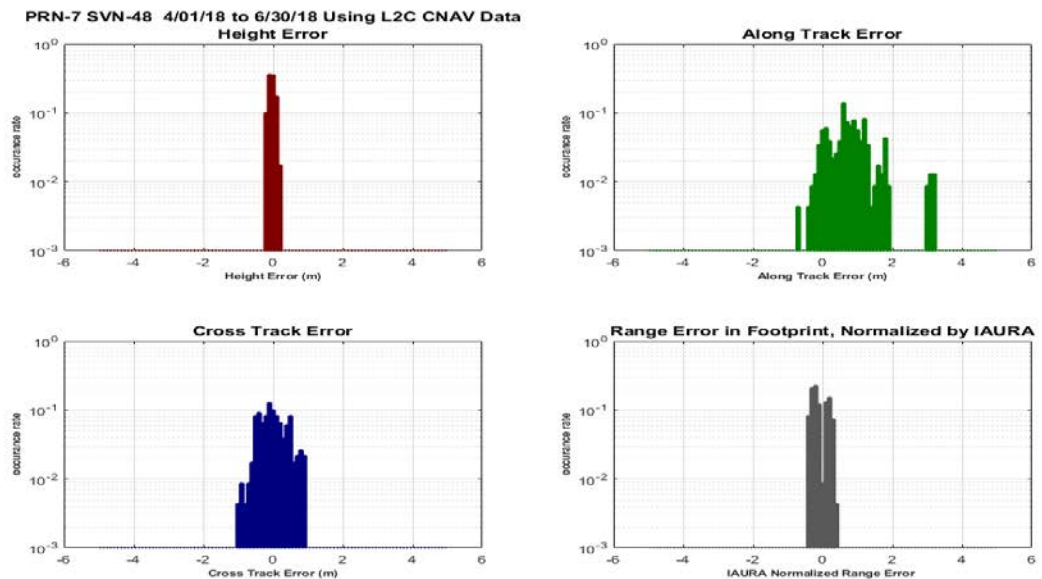 PRN-7 SVN-48 4/01/18 to 6/30/18 Using L2C CNAV Data
Height Error
10^0
10^-1
10^-2
10^-3
occurance rate
-6 -4 -2 0 2 4 6
Height Error (m)
Along Track Error
10^0
10^-1
10^-2
10^-3
occurance rate
-6 -4 -2 0 2 4 6
Along Track Error (m)
Cross Track Error
10^0
10^-1
10^-2
10^-3
occurance rate
-6 -4 -2 0 2 4 6
Cross Track Error (m)
Range Error in Footprint, Normalized by IAURA
10^0
10^-1
10^-2
10^-3
occurance rate
-6 -4 -2 0 2 4 6
IAURA Normalized Range Error